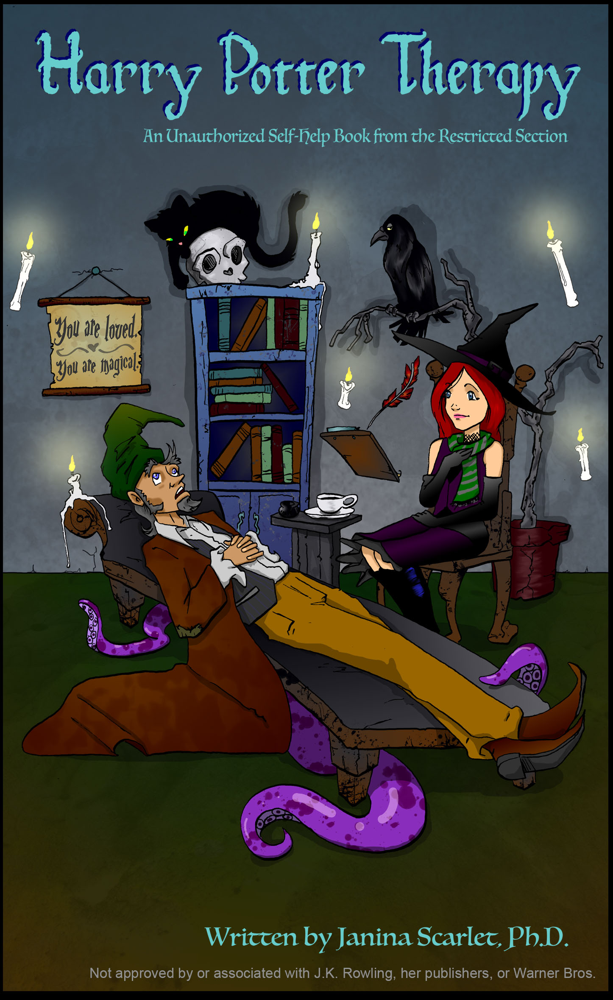 Harry Potter Therapy
An Unauthorized Self-Help Book from the Restricted Section
You are loved.
You are magical.
Written by Janina Scarlet, Ph.D.
Not approved by or associated with J.K. Rowling, her publishers, or Warner Bros.